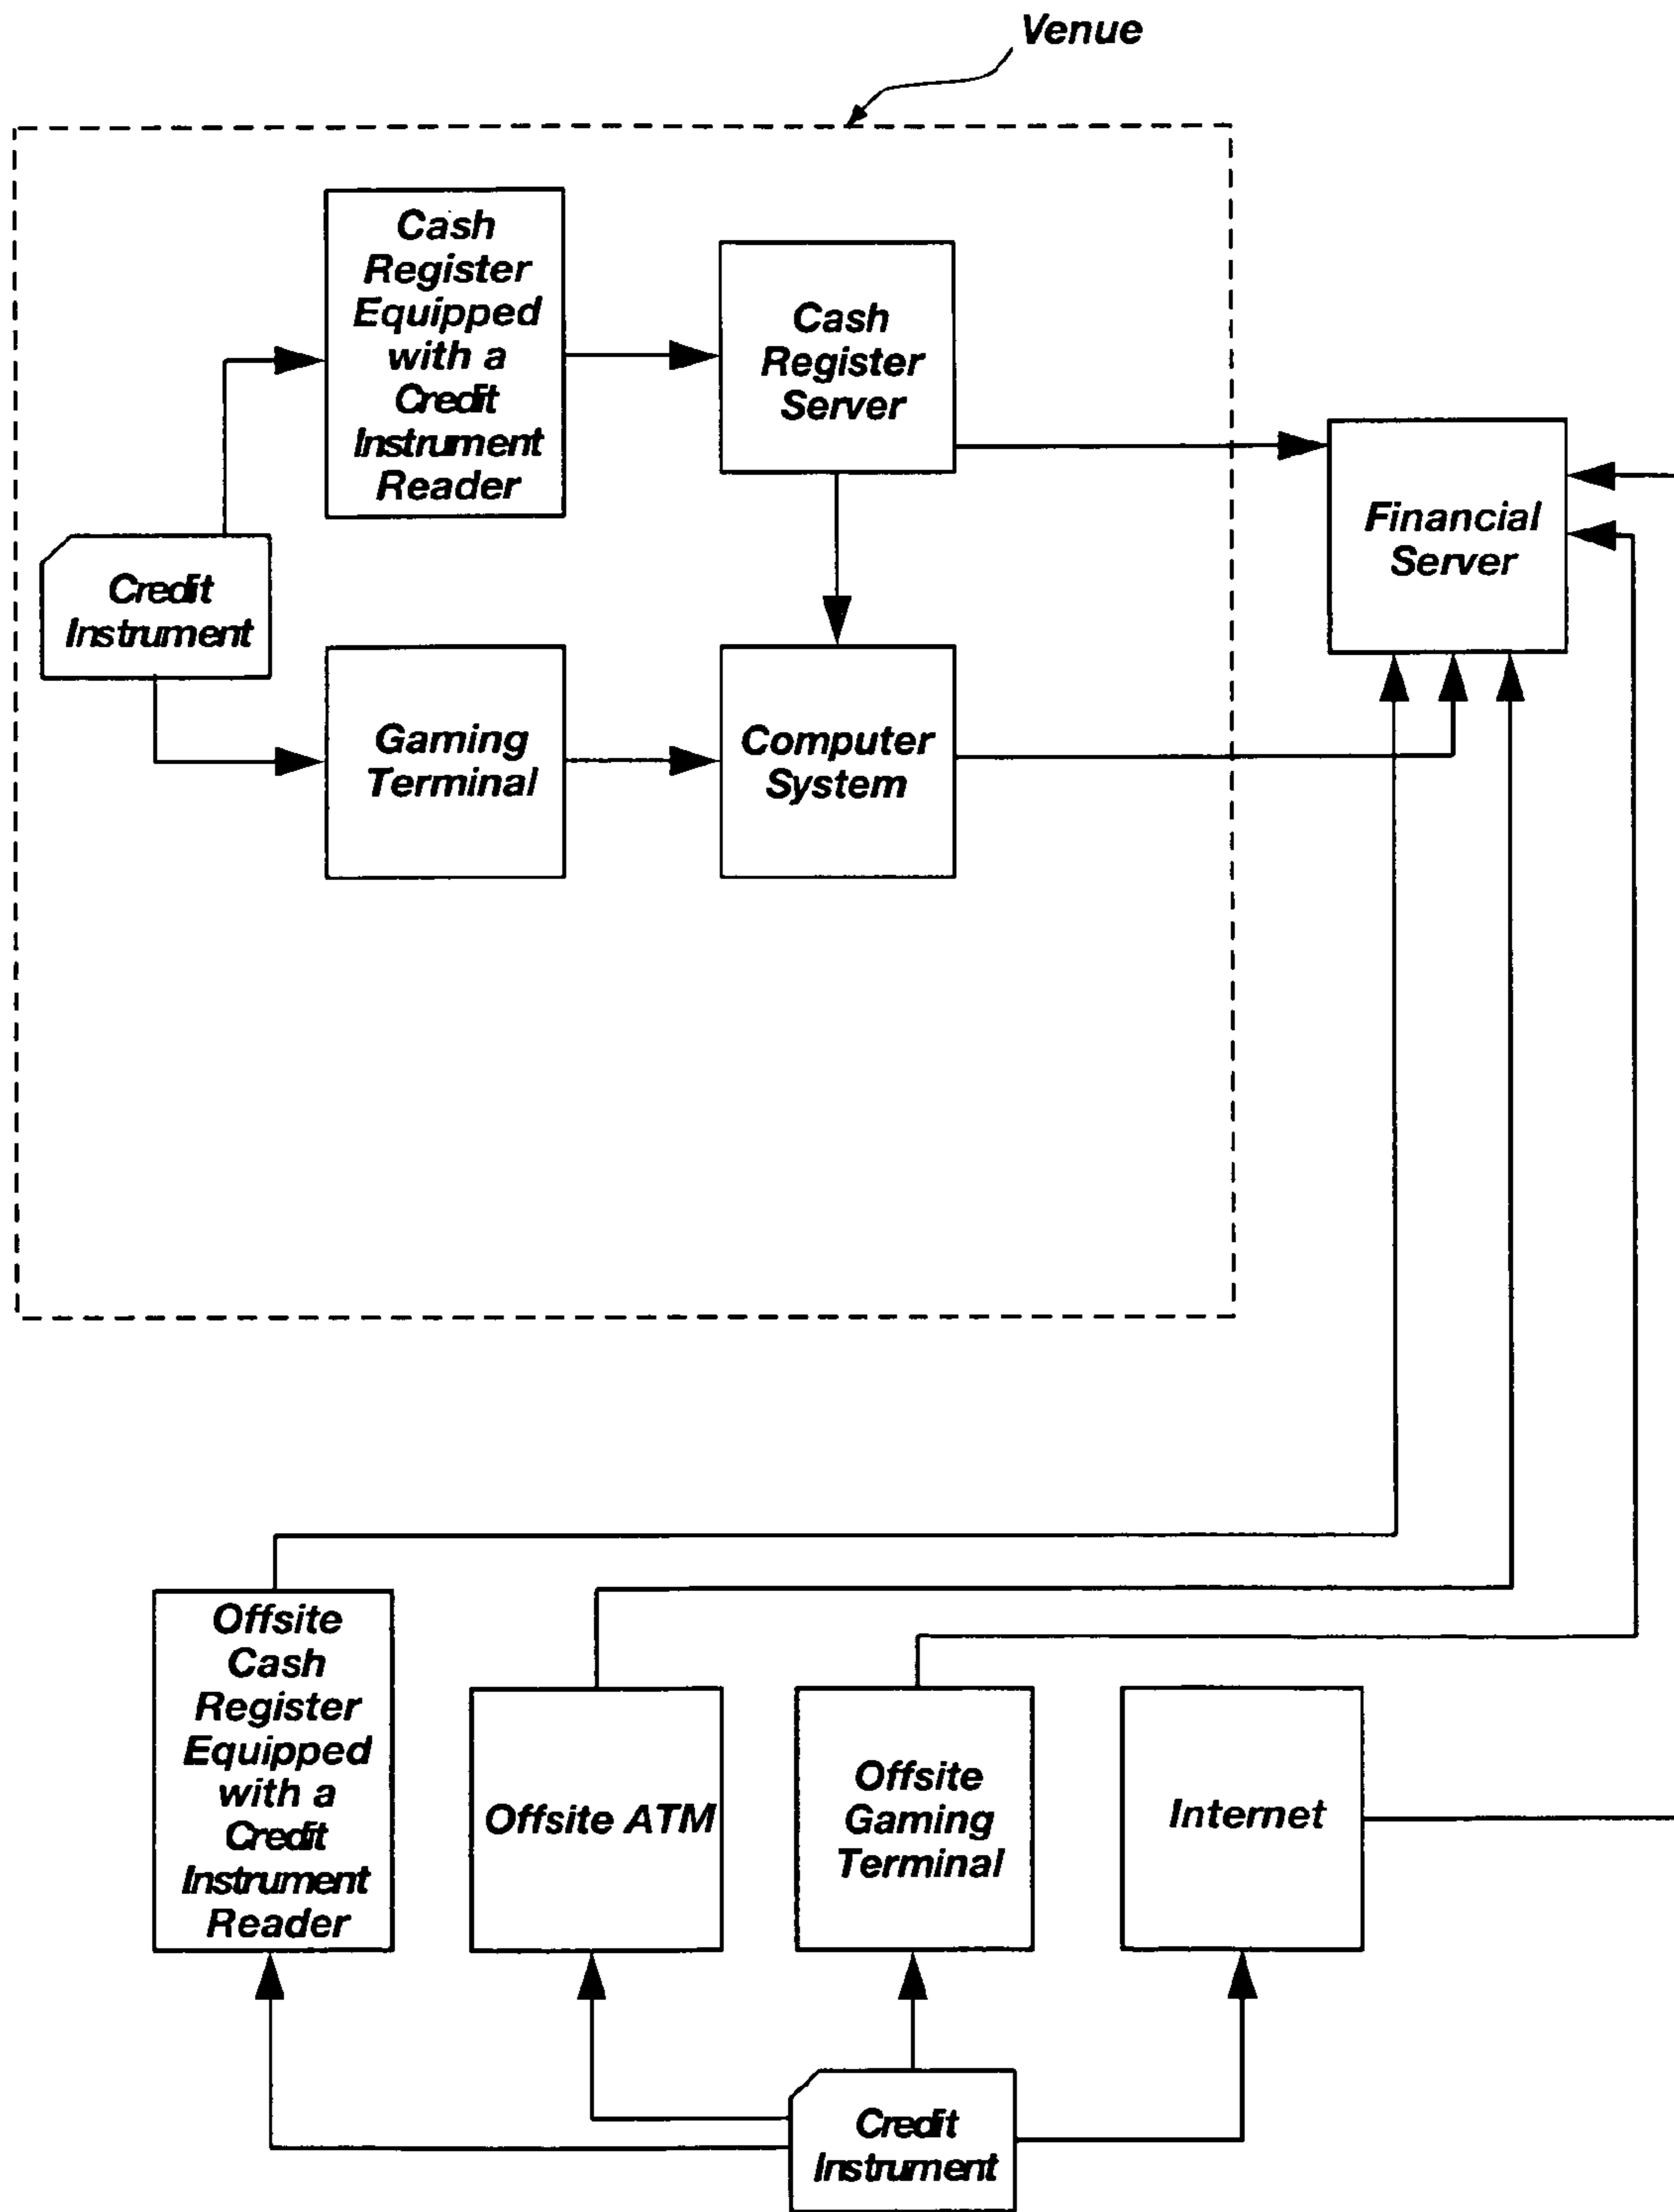 Venue
Cash
Register
Equipped
with a
Credit
Instrument
Reader
Cash
Register
Server
Financial
Server
Credit
Instrument
Gaming
Terminal
Computer
System
Offsite
Cash
Register
Equipped
with a
Credit
Instrument
Reader
Offsite ATM
Offsite
Gaming
Terminal
Internet
Credit
Instrument